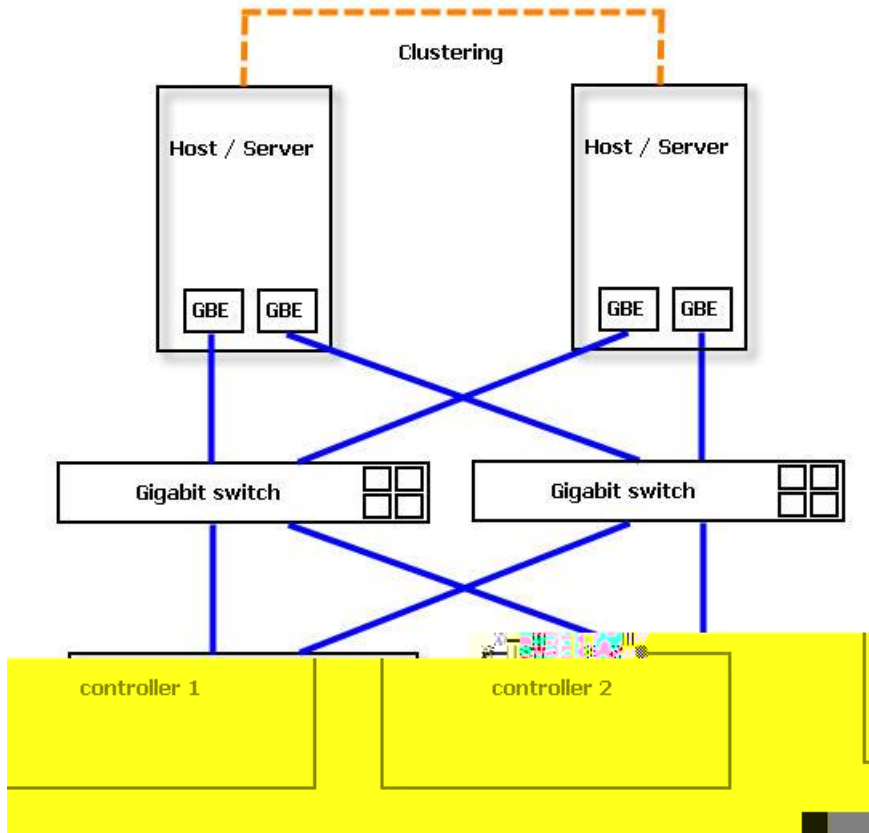 Clustering
Host / Server
Host / Server
GBE
GBE
GBE
GBE
Gigabit switch
Gigabit switch
controller 1
controller 2